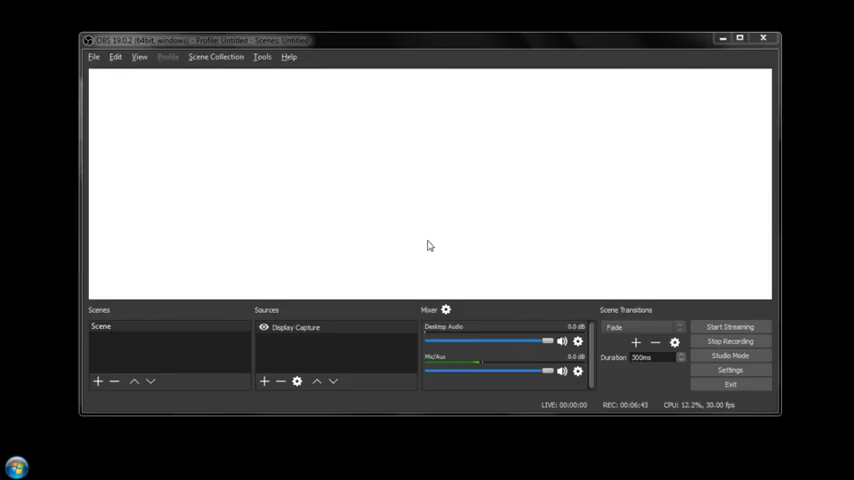 OBS 19.0.2 (64bit, windows) - Profile: Untitled - Scenes: Untitled
File Edit View Profile Scene Collection Tools Help
Scenes Sources Mixer Scene Transitions
Scene
Display Capture
Desktop Audio 0.0 dB
Mic/Aux 0.0 dB
Fade
Duration 300ms
Start Streaming
Stop Recording
Studio Mode
Settings
Exit
LIVE: 00:00:00 REC: 00:06:43 CPU: 12.2%, 30.00 fps